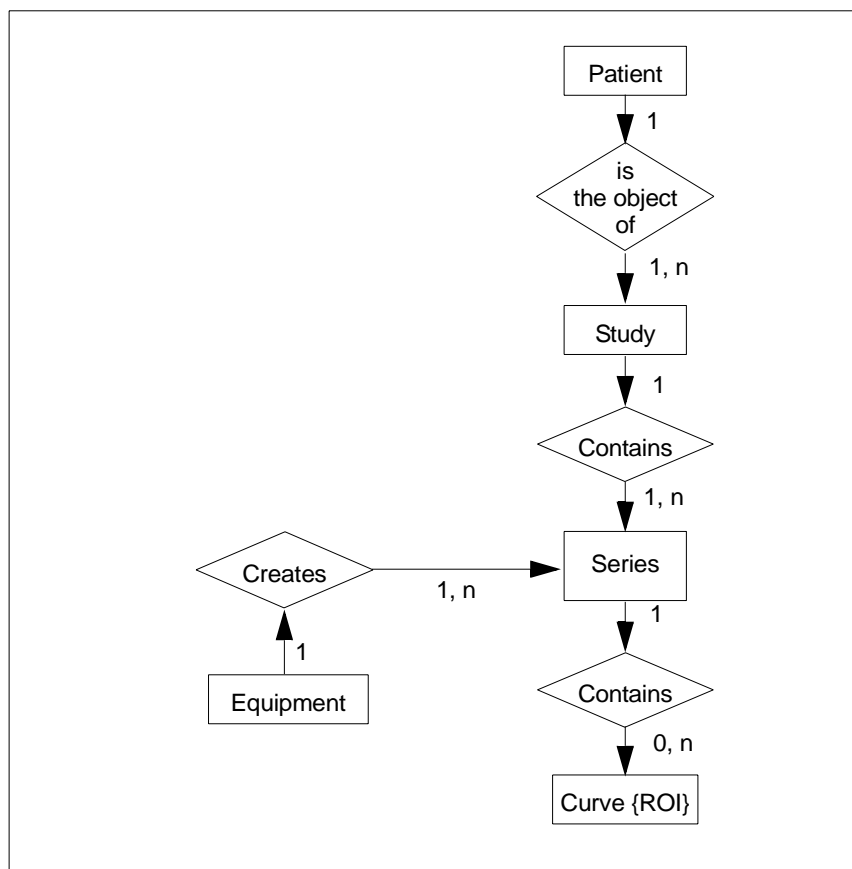 Patient
1
is
the object
of
1, n
Study
1
Contains
1, n
Creates
1, n
Series
1
1
Equipment
Contains
0, n
Curve {ROI}